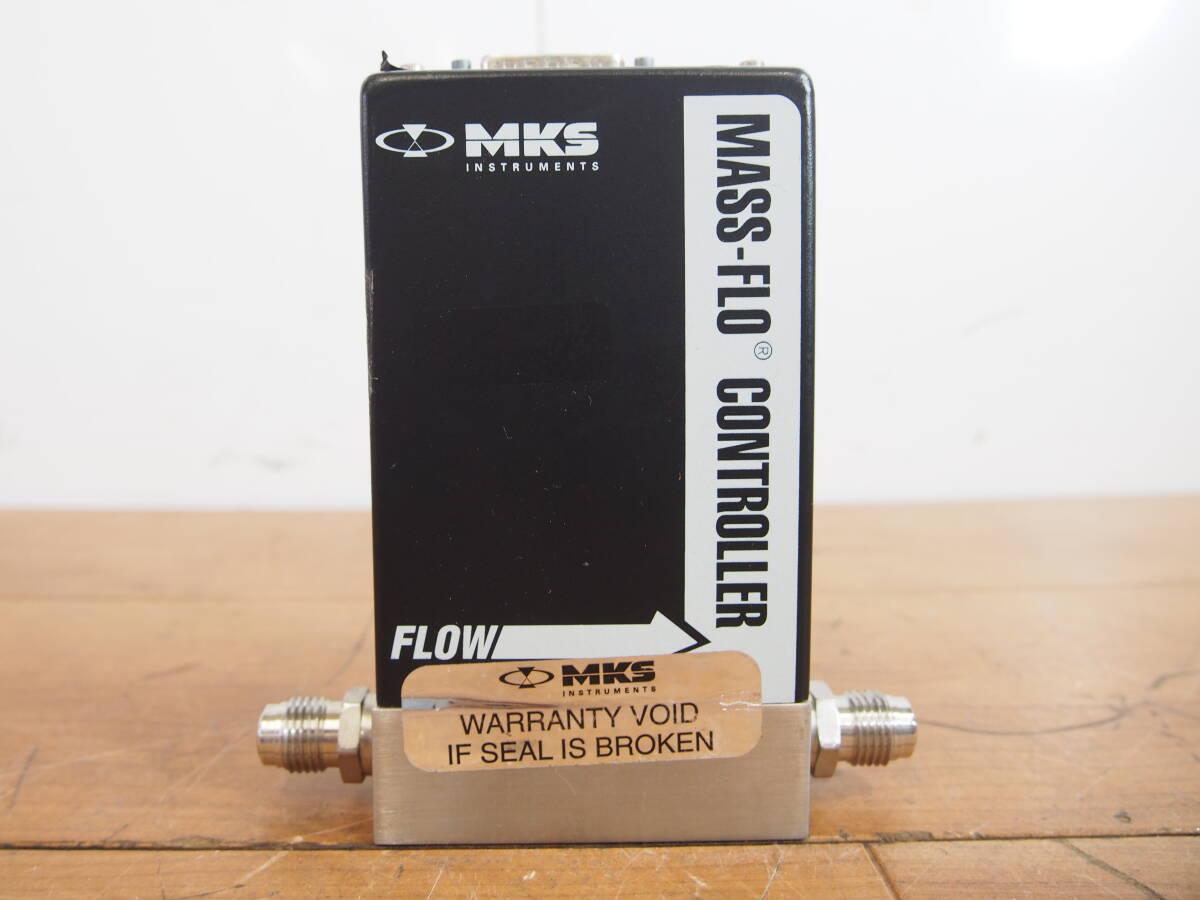 MKS
INSTRUMENTS
MASS-FLO® CONTROLLER
FLOW
MKS
INSTRUMENTS
WARRANTY VOID
IF SEAL IS BROKEN